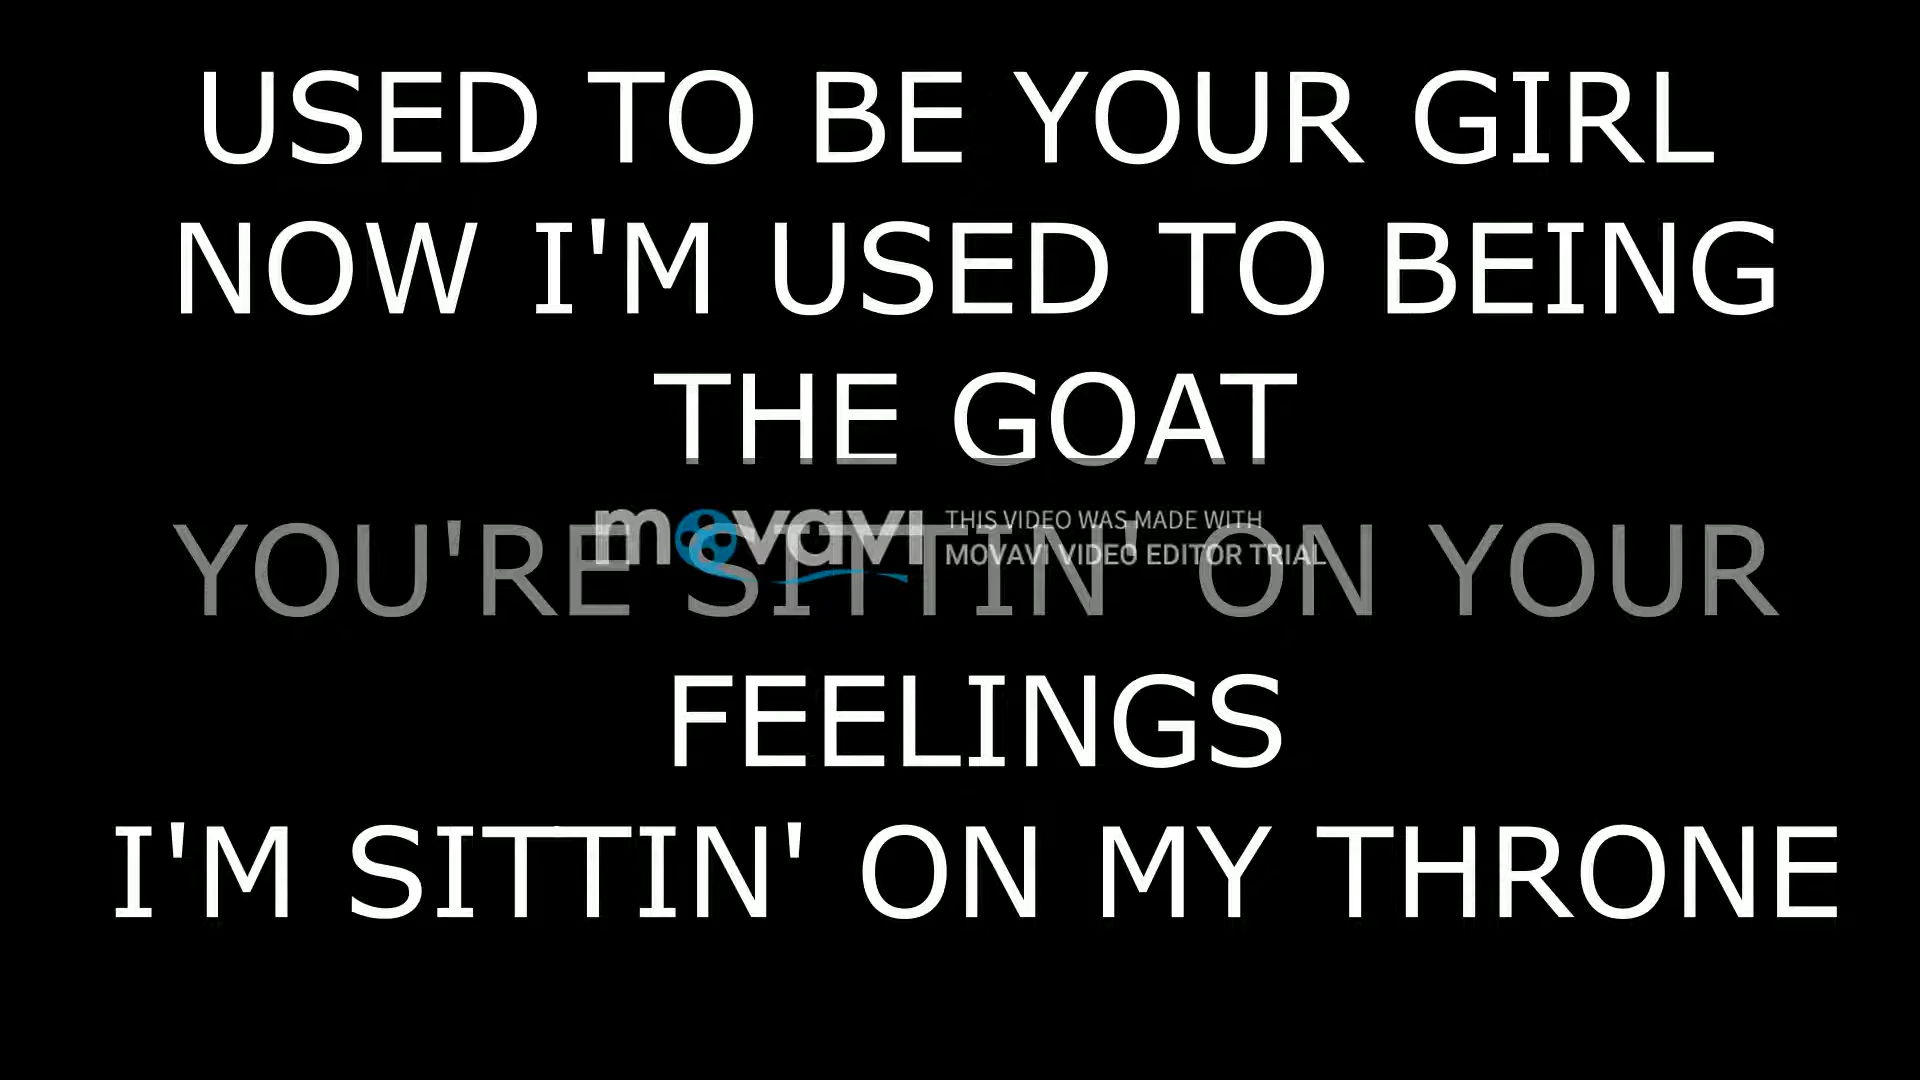 USED TO BE YOUR GIRL
NOW I'M USED TO BEING
THE GOAT
YOU'RE SITTIN' ON YOUR
movavi
THIS VIDEO WAS MADE WITH
MOVAVI VIDEO EDITOR TRIAL
FEELINGS
I'M SITTIN' ON MY THRONE